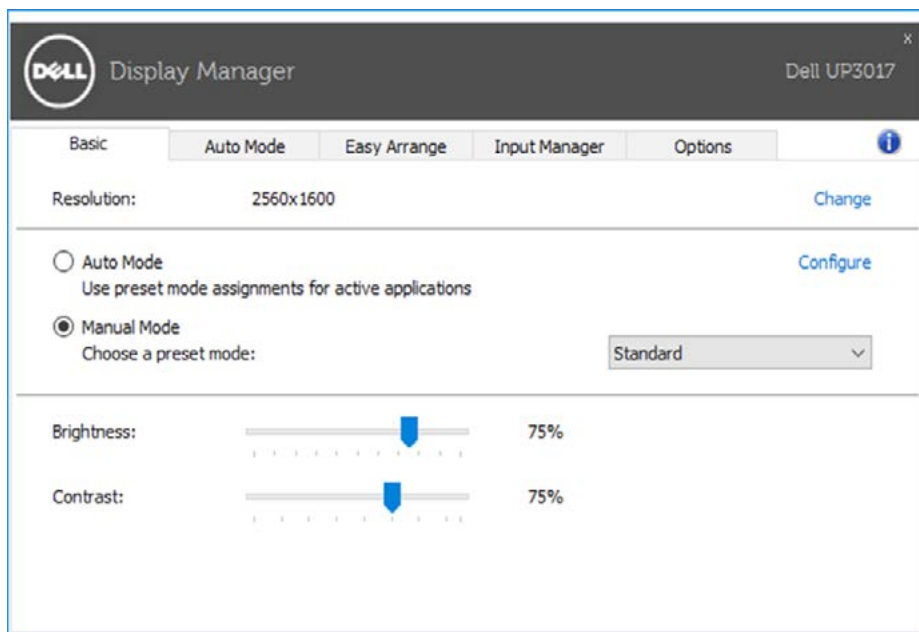 x
DELL Display Manager Dell UP3017
Basic Auto Mode Easy Arrange Input Manager Options i
Resolution: 2560x1600 Change
Auto Mode Configure
Use preset mode assignments for active applications
Manual Mode
Choose a preset mode: Standard
Brightness: 75%
Contrast: 75%